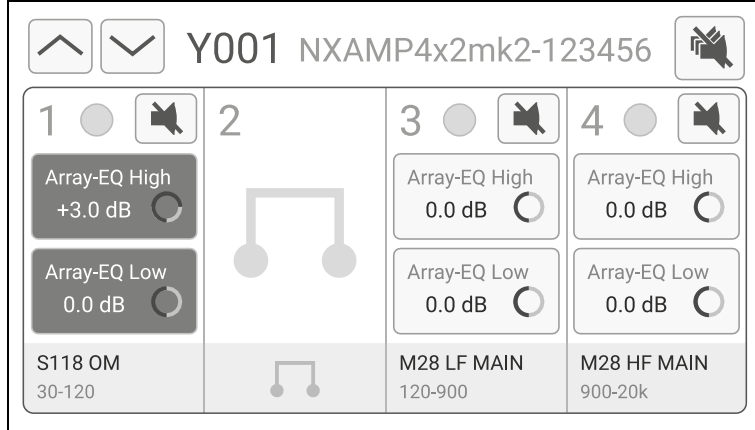 Y001 NXAMP4x2mk2-123456
1
Array-EQ High
+3.0 dB
Array-EQ Low
0.0 dB
S118 OM
30-120
2
3
Array-EQ High
0.0 dB
Array-EQ Low
0.0 dB
M28 LF MAIN
120-900
4
Array-EQ High
0.0 dB
Array-EQ Low
0.0 dB
M28 HF MAIN
900-20k